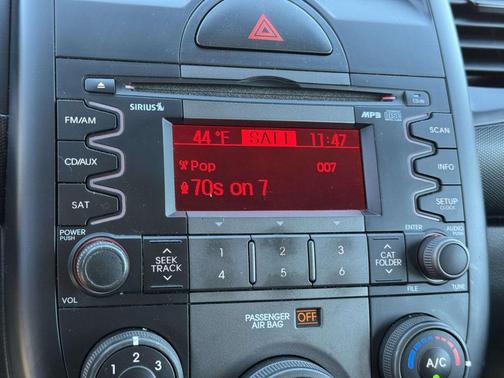 SIRIUS
MP3
FM/AM
CD/AUX
SAT
44°F SAT1 11:47
Pop 007
70s on 7
SCAN
INFO
SETUP
CLOCK
POWER
PUSH
VOL
SEEK
TRACK
1 2 3
4 5 6
CAT
FOLDER
ENTER
AUDIO
PUSH
FILE
TUNE
PASSENGER
AIR BAG
OFF
1 2 3
A/C